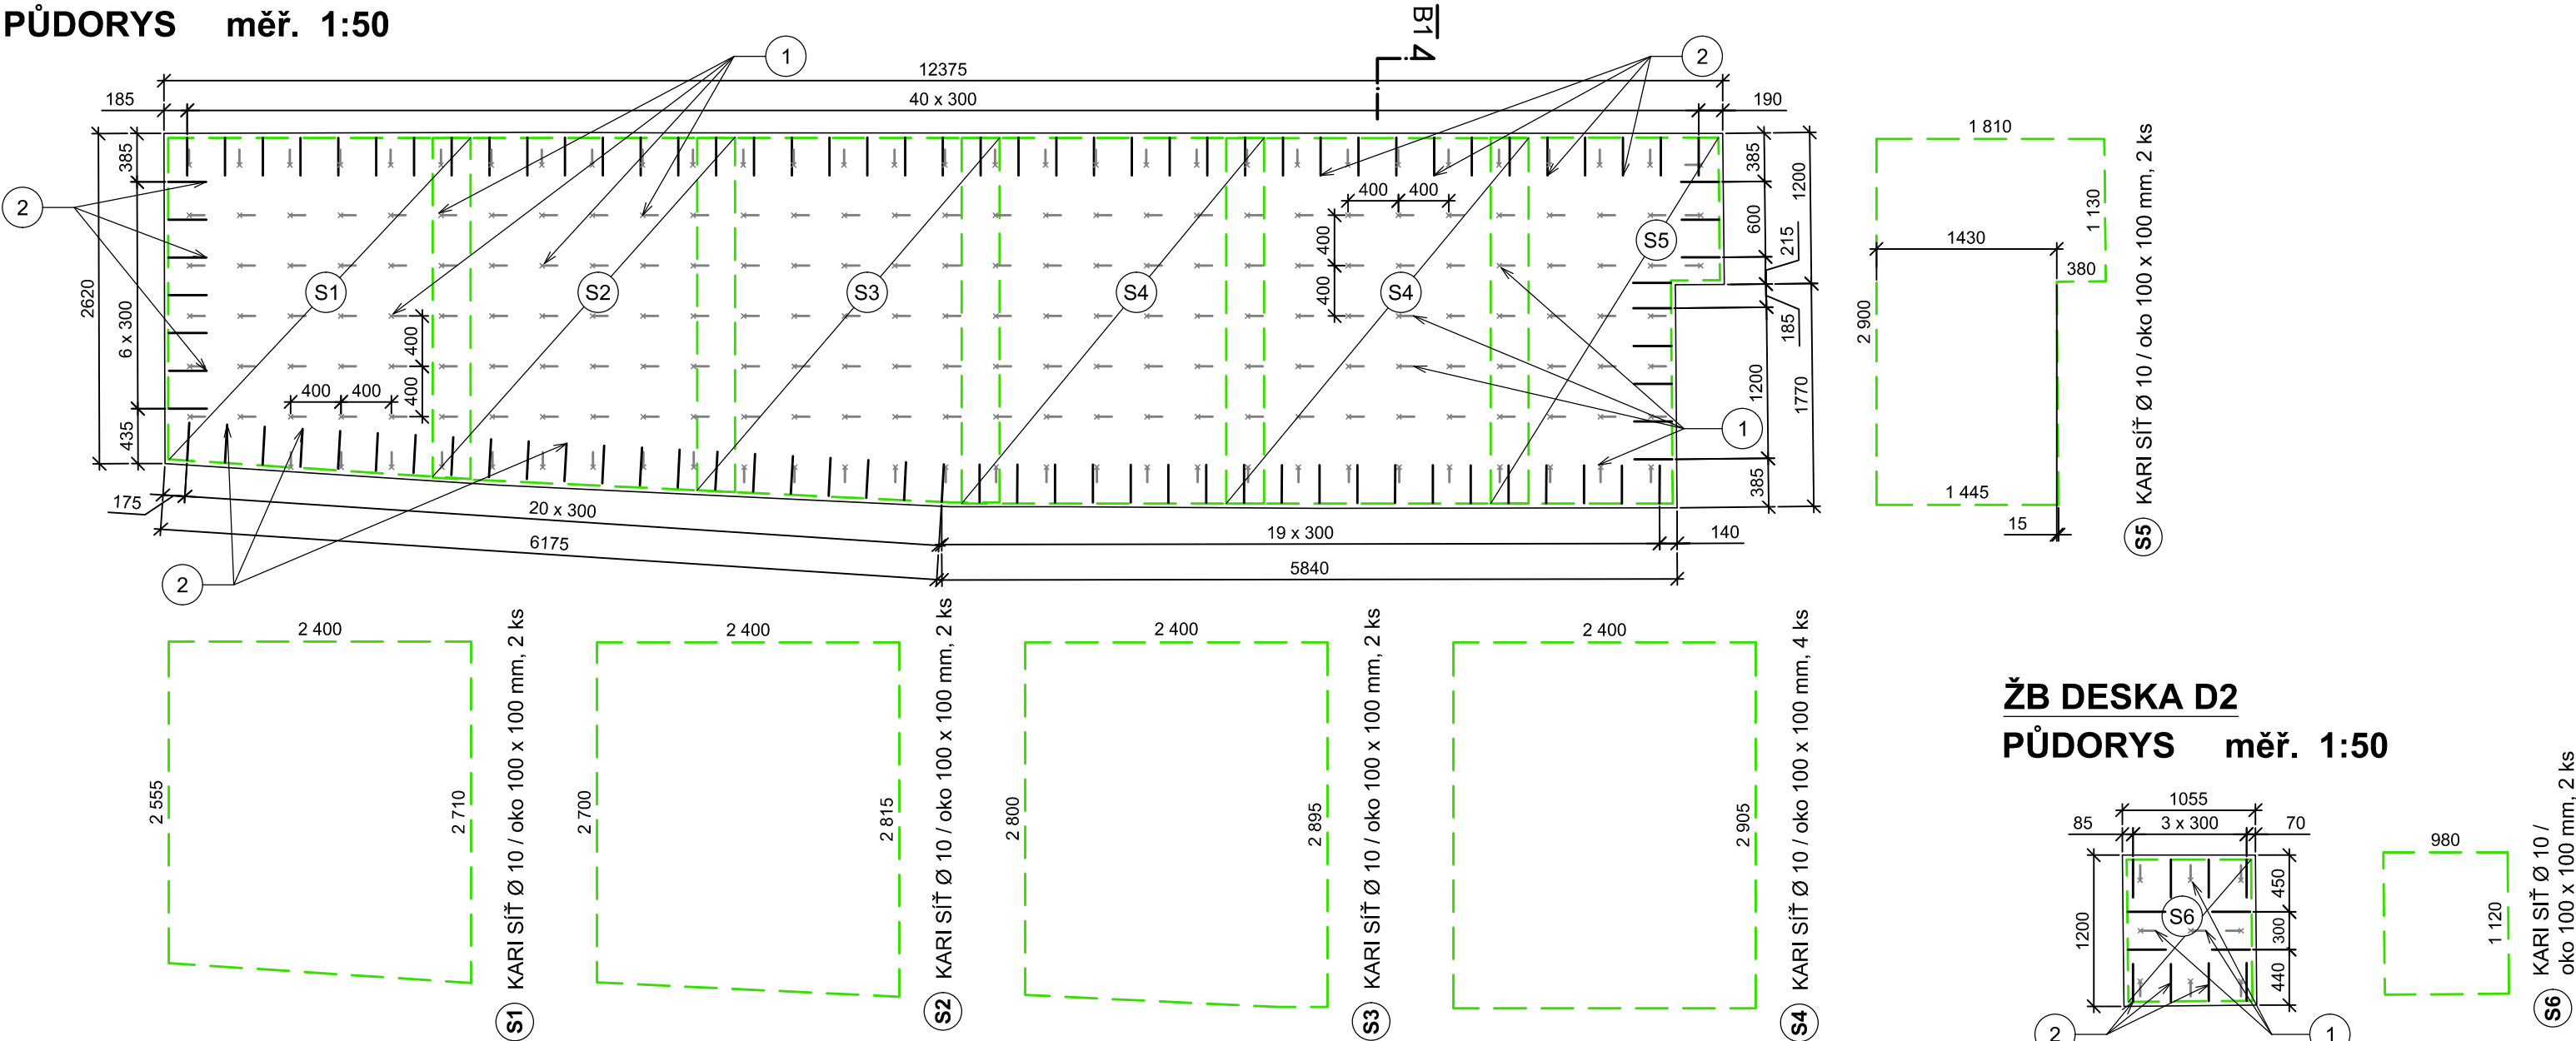 PŮDORYS měř. 1:50
B1 4
1
2
12375
185
40 x 300
190
385
2620
6 x 300
435
2
S1
S2
S3
S4
S4
S5
400
400
400
400
400
400
400
400
385
600
215
1200
185
1200
385
1770
1
175
20 x 300
6175
19 x 300
140
5840
2
1 810
1 130
1430
380
2 900
1 445
15
S5 KARI SÍŤ Ø 10 / oko 100 x 100 mm, 2 ks
2 400
2 555
2 710
S1 KARI SÍŤ Ø 10 / oko 100 x 100 mm, 2 ks
2 400
2 700
2 815
S2 KARI SÍŤ Ø 10 / oko 100 x 100 mm, 2 ks
2 400
2 800
2 895
S3 KARI SÍŤ Ø 10 / oko 100 x 100 mm, 2 ks
2 400
2 905
S4 KARI SÍŤ Ø 10 / oko 100 x 100 mm, 4 ks
ŽB DESKA D2
PŮDORYS měř. 1:50
1055
85
3 x 300
70
1200
S6
450
300
440
2
1
980
1 120
S6 KARI SÍŤ Ø 10 /
oko 100 x 100 mm, 2 ks